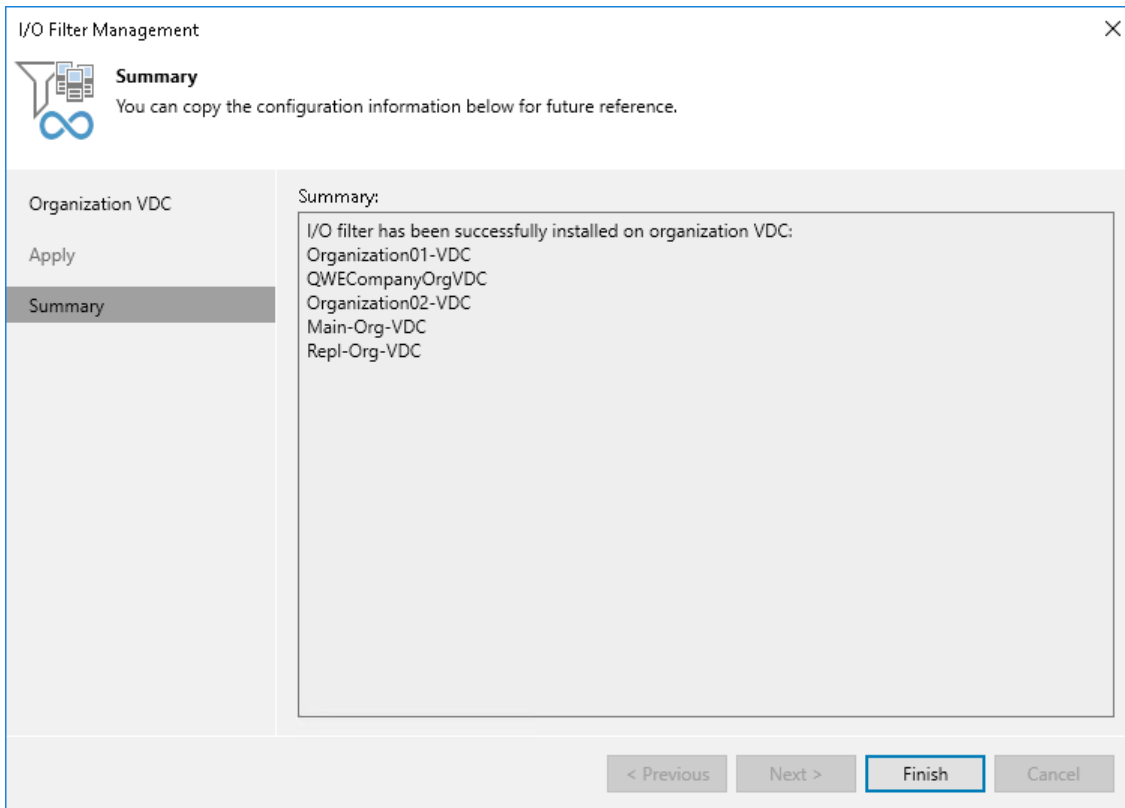 I/O Filter Management
Summary
You can copy the configuration information below for future reference.
Organization VDC
Apply
Summary
Summary:
I/O filter has been successfully installed on organization VDC:
Organization01-VDC
QWECompanyOrgVDC
Organization02-VDC
Main-Org-VDC
Repl-Org-VDC
< Previous
Next >
Finish
Cancel